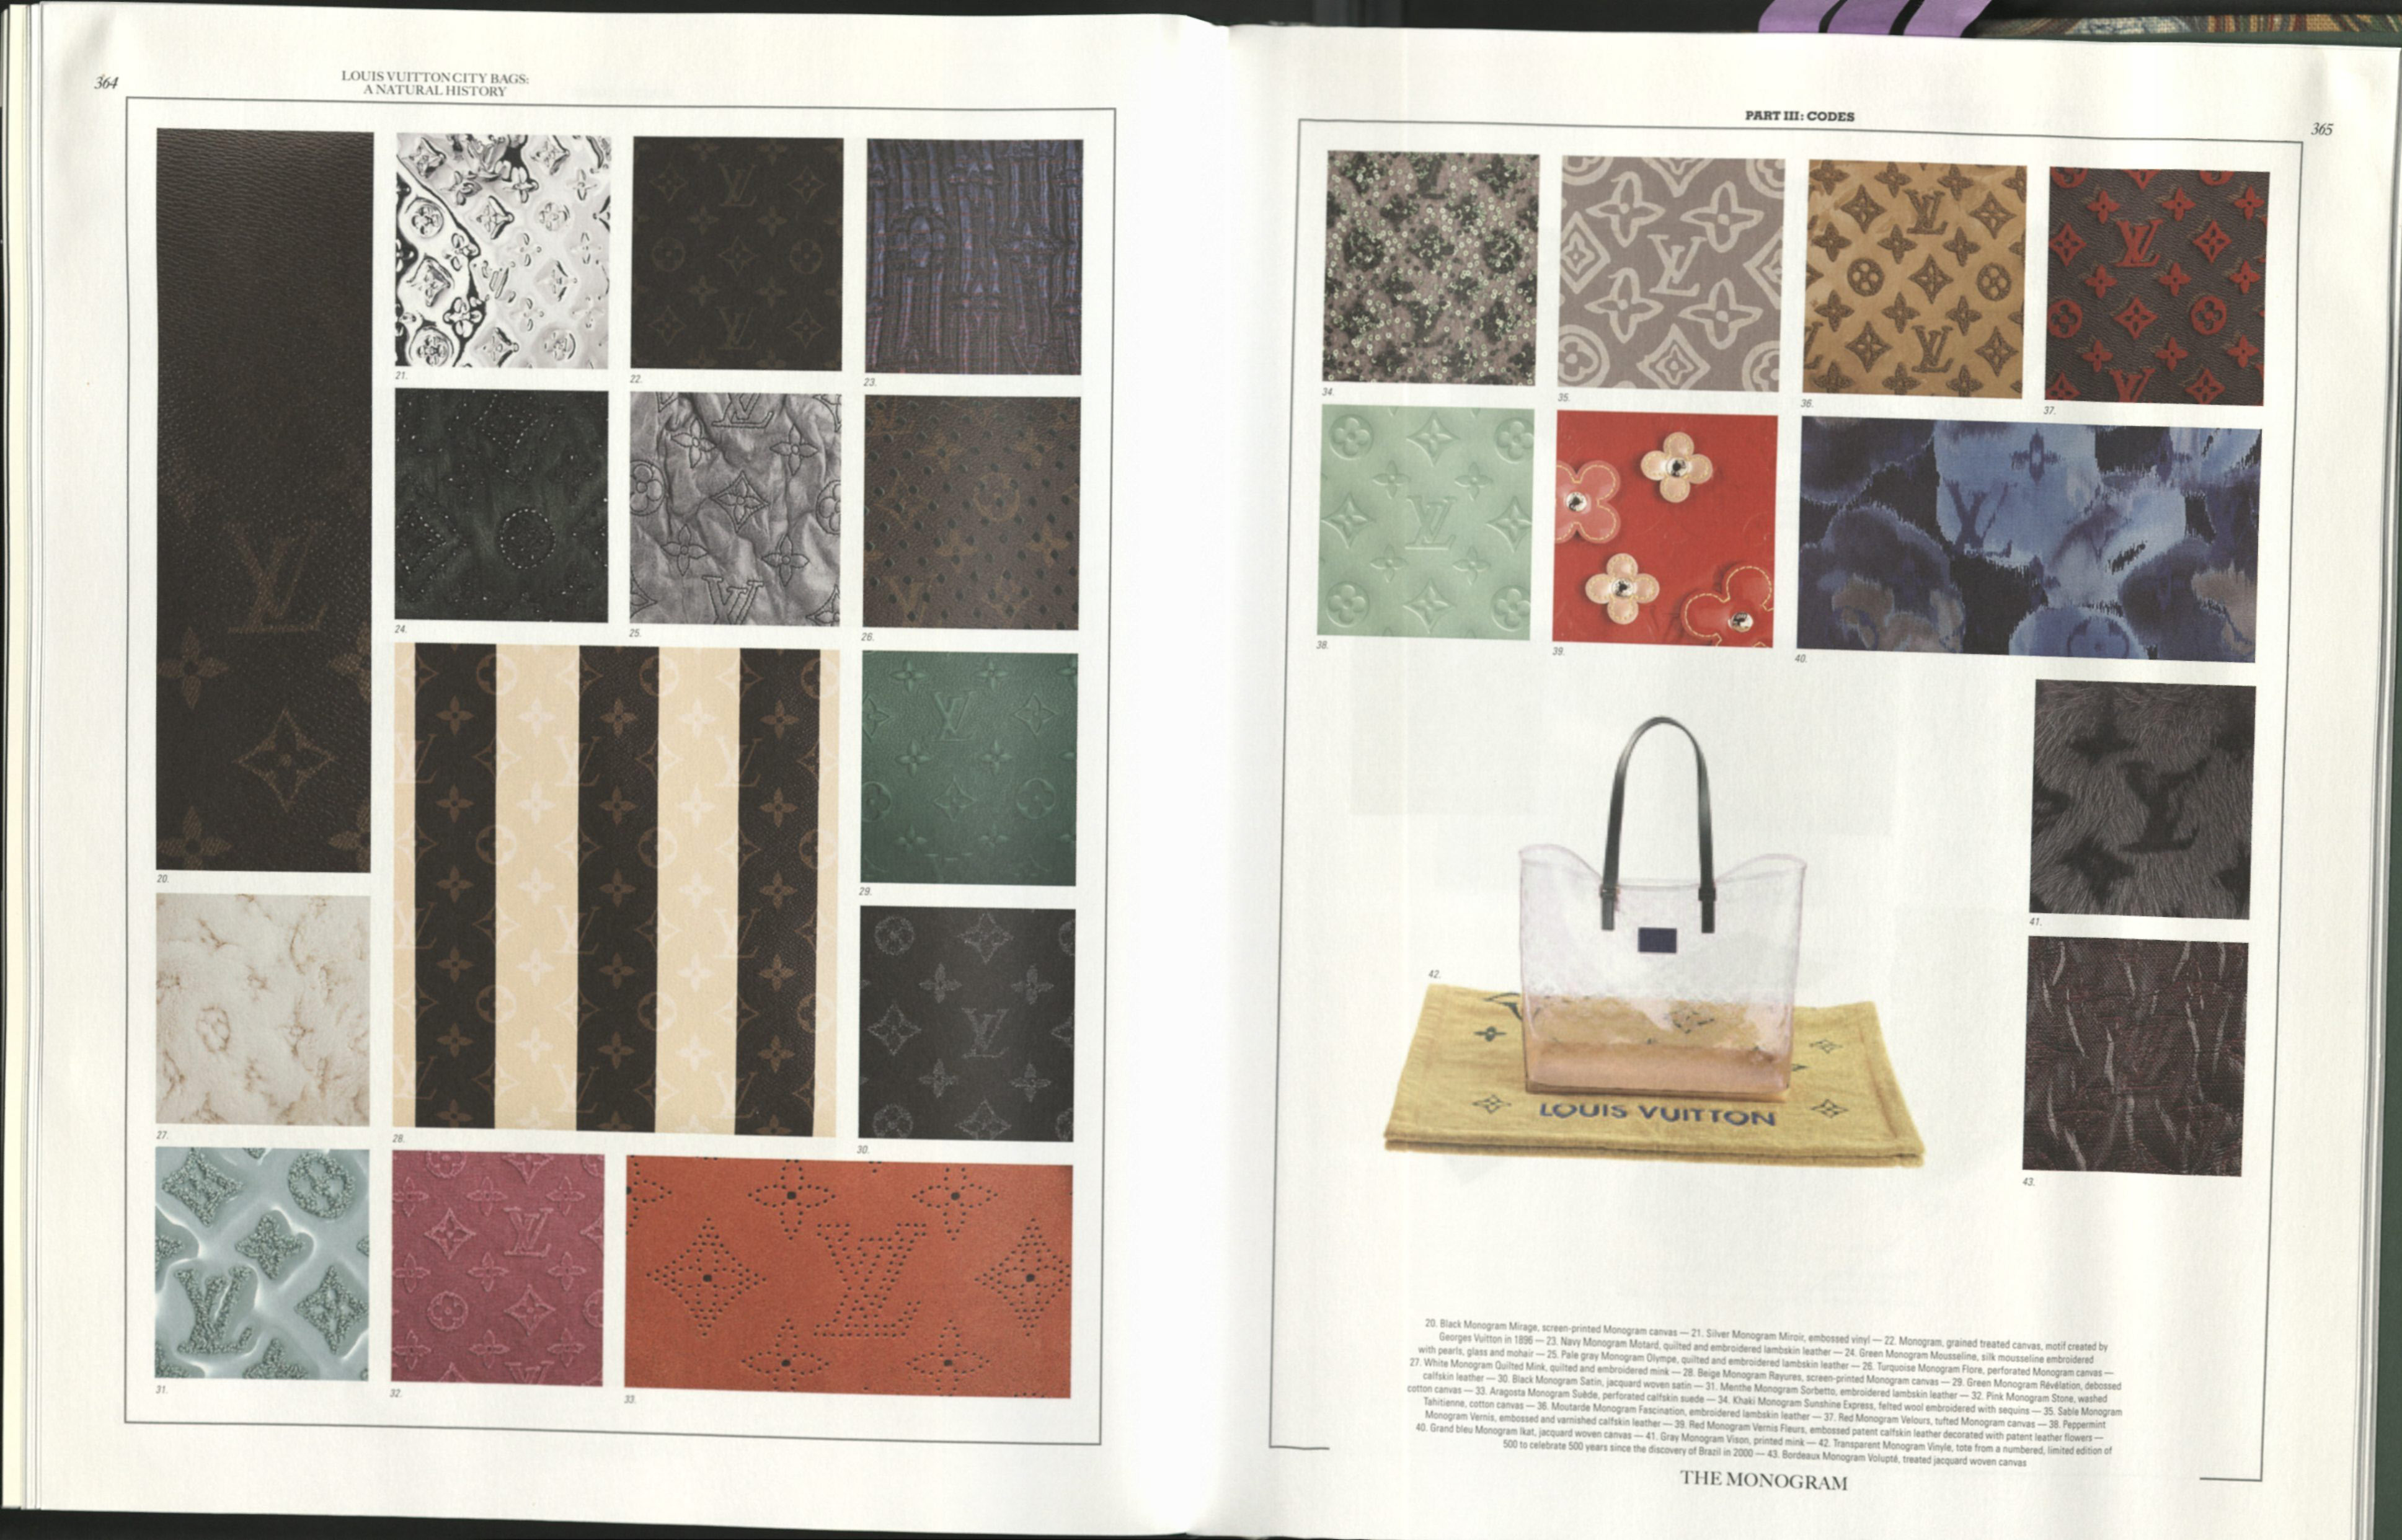 364
LOUIS VUITTON CITY BAGS:
A NATURAL HISTORY
21.
22.
23.
24.
25.
26.
20.
29.
27.
28.
30.
31.
32.
33.
PART III: CODES
365
34.
35.
36.
37.
38.
39.
40.
41.
42.
LOUIS VUITTON
43.
20. Black Monogram Mirage, screen-printed Monogram canvas — 21. Silver Monogram Miroir, embossed vinyl — 22. Monogram, grained treated canvas, motif created by
Georges Vuitton in 1896 — 23. Navy Monogram Motard, quilted and embroidered lambskin leather — 24. Green Monogram Mousseline, silk mousseline embroidered
with pearls, glass and mohair — 25. Pale gray Monogram Olympe, quilted and embroidered lambskin leather — 26. Turquoise Monogram Flore, perforated Monogram canvas —
27. White Monogram Quilted Mink, quilted and embroidered mink — 28. Beige Monogram Rayures, screen-printed Monogram canvas — 29. Green Monogram Révélation, debossed
calfskin leather — 30. Black Monogram Satin, jacquard woven satin — 31. Menthe Monogram Sorbetto, embroidered lambskin leather — 32. Pink Monogram Stone, washed
cotton canvas — 33. Aragosta Monogram Suède, perforated calfskin suede — 34. Khaki Monogram Sunshine Express, felted wool embroidered with sequins — 35. Sable Monogram
Tahitienne, cotton canvas — 36. Moutarde Monogram Fascination, embroidered lambskin leather — 37. Red Monogram Velours, tufted Monogram canvas — 38. Peppermint
Monogram Vernis, embossed and varnished calfskin leather — 39. Red Monogram Vernis Fleurs, embossed patent calfskin leather decorated with patent leather flowers —
40. Grand bleu Monogram Ikat, jacquard woven canvas — 41. Gray Monogram Vison, printed mink — 42. Transparent Monogram Vinyle, tote from a numbered, limited edition of
500 to celebrate 500 years since the discovery of Brazil in 2000 — 43. Bordeaux Monogram Volupté, treated jacquard woven canvas
THE MONOGRAM